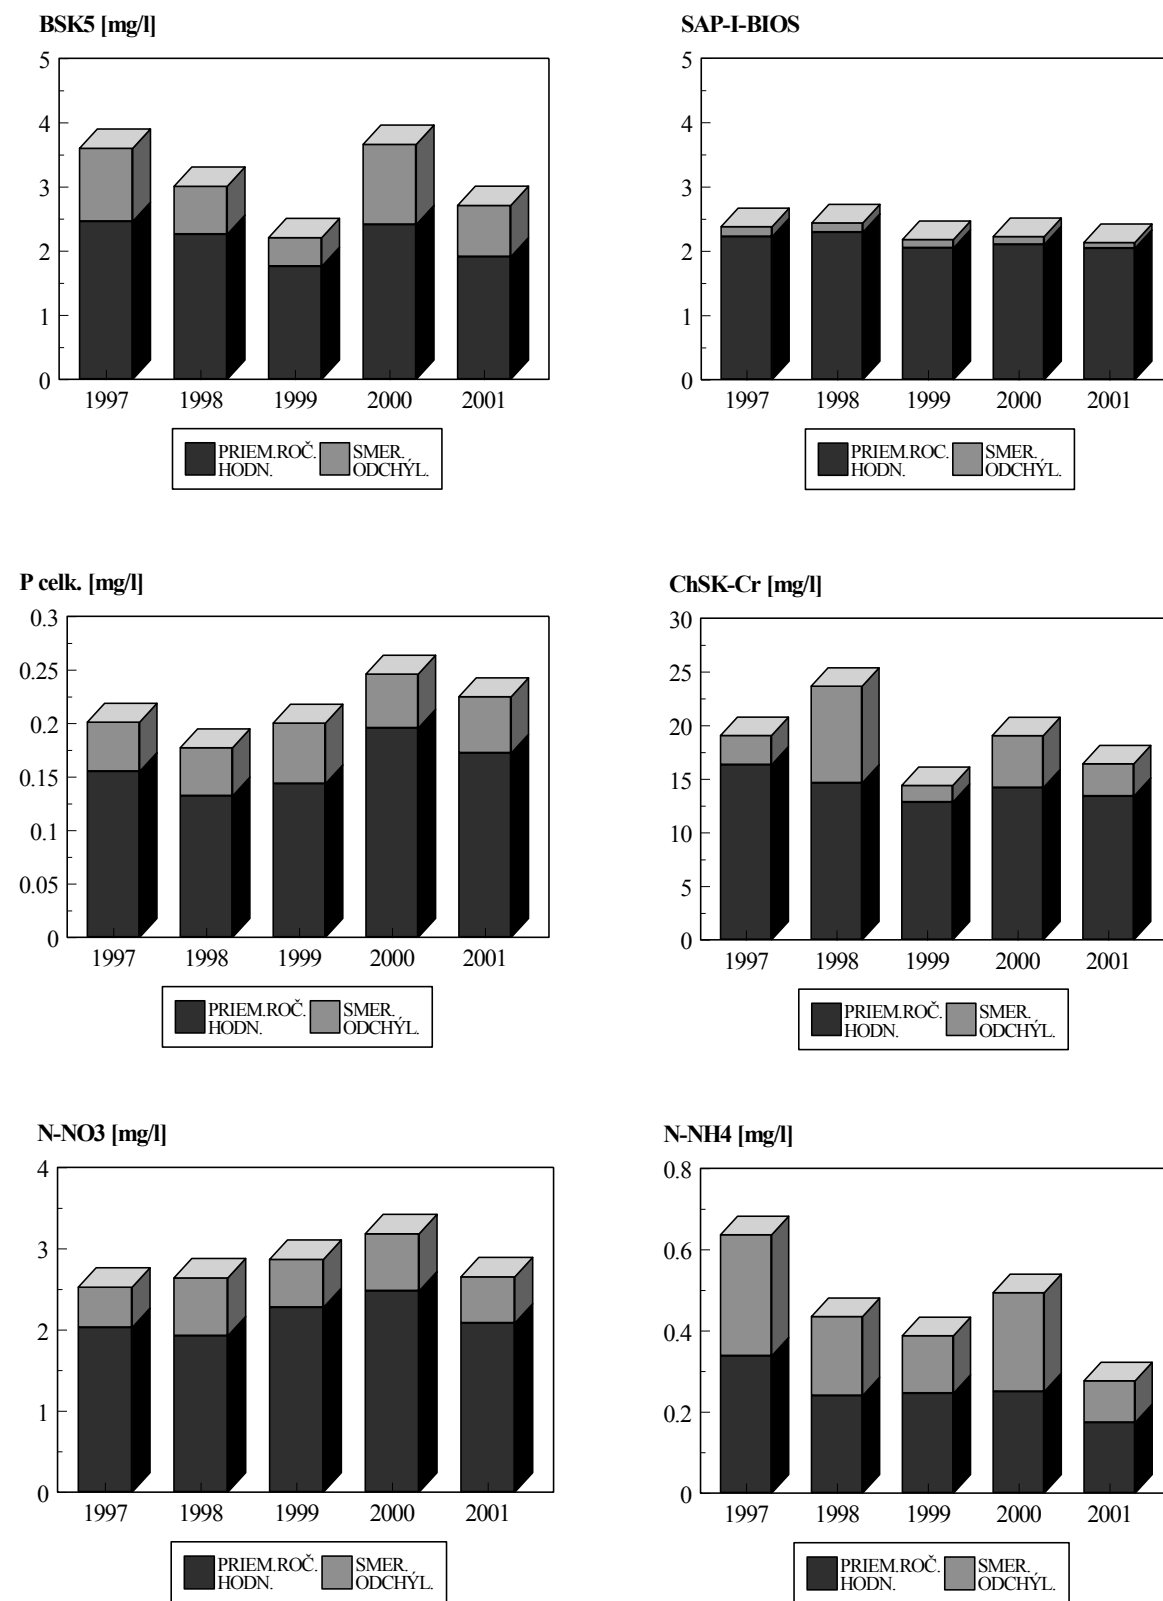 BSK5 [mg/l]
5
4
3
2
1
0
1997 1998 1999 2000 2001
PRIEM.ROČ. SMER.
HODN. ODCHÝL.
SAP-I-BIOS
5
4
3
2
1
0
1997 1998 1999 2000 2001
PRIEM.ROC. SMER.
HODN. ODCHÝL.
P celk. [mg/l]
0.3
0.25
0.2
0.15
0.1
0.05
0
1997 1998 1999 2000 2001
PRIEM.ROČ. SMER.
HODN. ODCHÝL.
ChSK-Cr [mg/l]
30
25
20
15
10
5
0
1997 1998 1999 2000 2001
PRIEM.ROČ. SMER.
HODN. ODCHÝL.
N-NO3 [mg/l]
4
3
2
1
0
1997 1998 1999 2000 2001
PRIEM.ROČ. SMER.
HODN. ODCHÝL.
N-NH4 [mg/l]
0.8
0.6
0.4
0.2
0
1997 1998 1999 2000 2001
PRIEM.ROČ. SMER.
HODN. ODCHÝL.